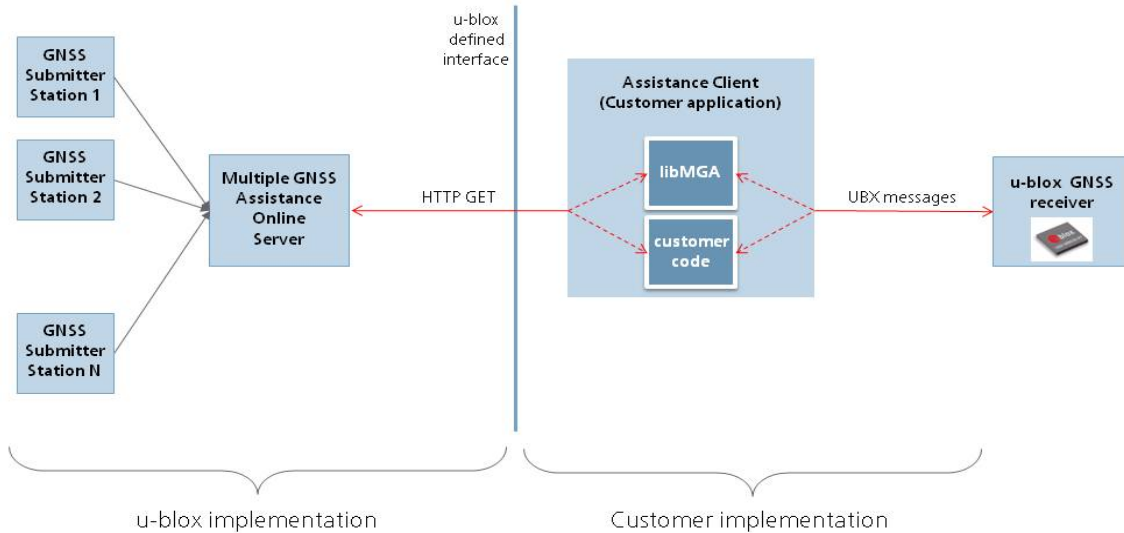 GNSS
Submitter
Station 1
GNSS
Submitter
Station 2
GNSS
Submitter
Station N
Multiple GNSS
Assistance
Online
Server
HTTP GET
u-blox
defined
interface
Assistance Client
(Customer application)
libMGA
customer
code
UBX messages
u-blox GNSS
receiver
u-blox implementation
Customer implementation